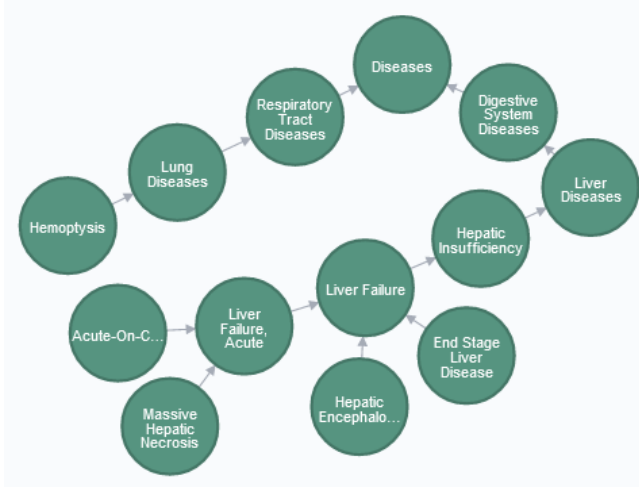 Diseases
Respiratory
Tract
Diseases
Digestive
System
Diseases
Lung
Diseases
Liver
Diseases
Hemoptysis
Hepatic
Insufficiency
Liver Failure
Liver
Failure,
Acute
Acute-On-C...
End Stage
Liver
Disease
Hepatic
Encephalo...
Massive
Hepatic
Necrosis